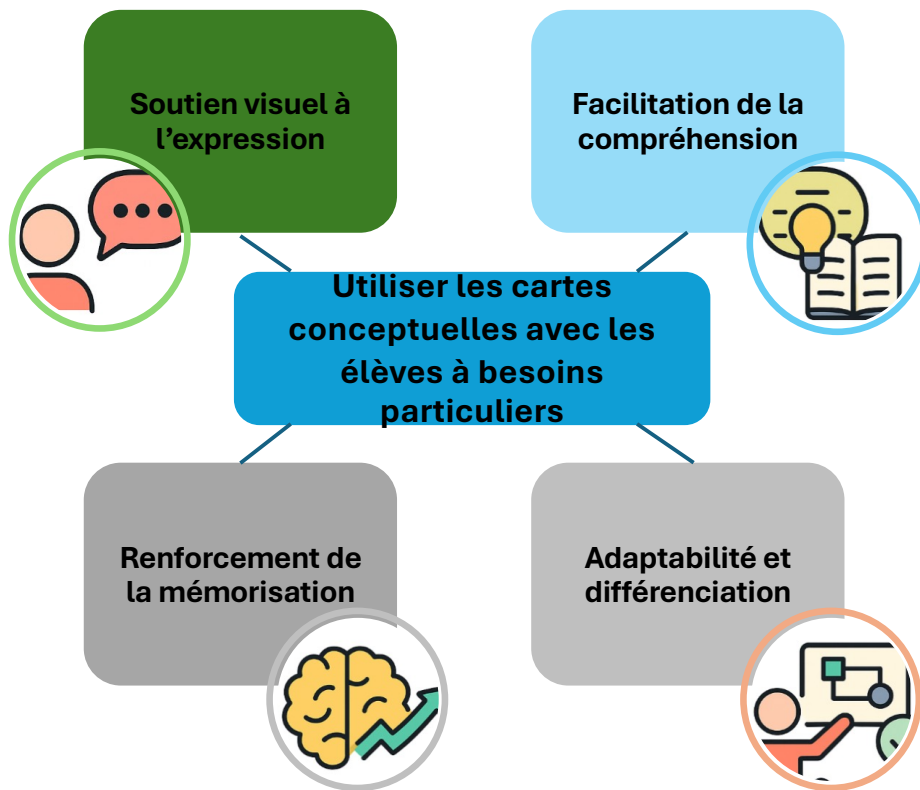 Soutien visuel à
l’expression
Facilitation de la
compréhension
Utiliser les cartes
conceptuelles avec les
élèves à besoins
particuliers
Renforcement de
la mémorisation
Adaptabilité et
différenciation